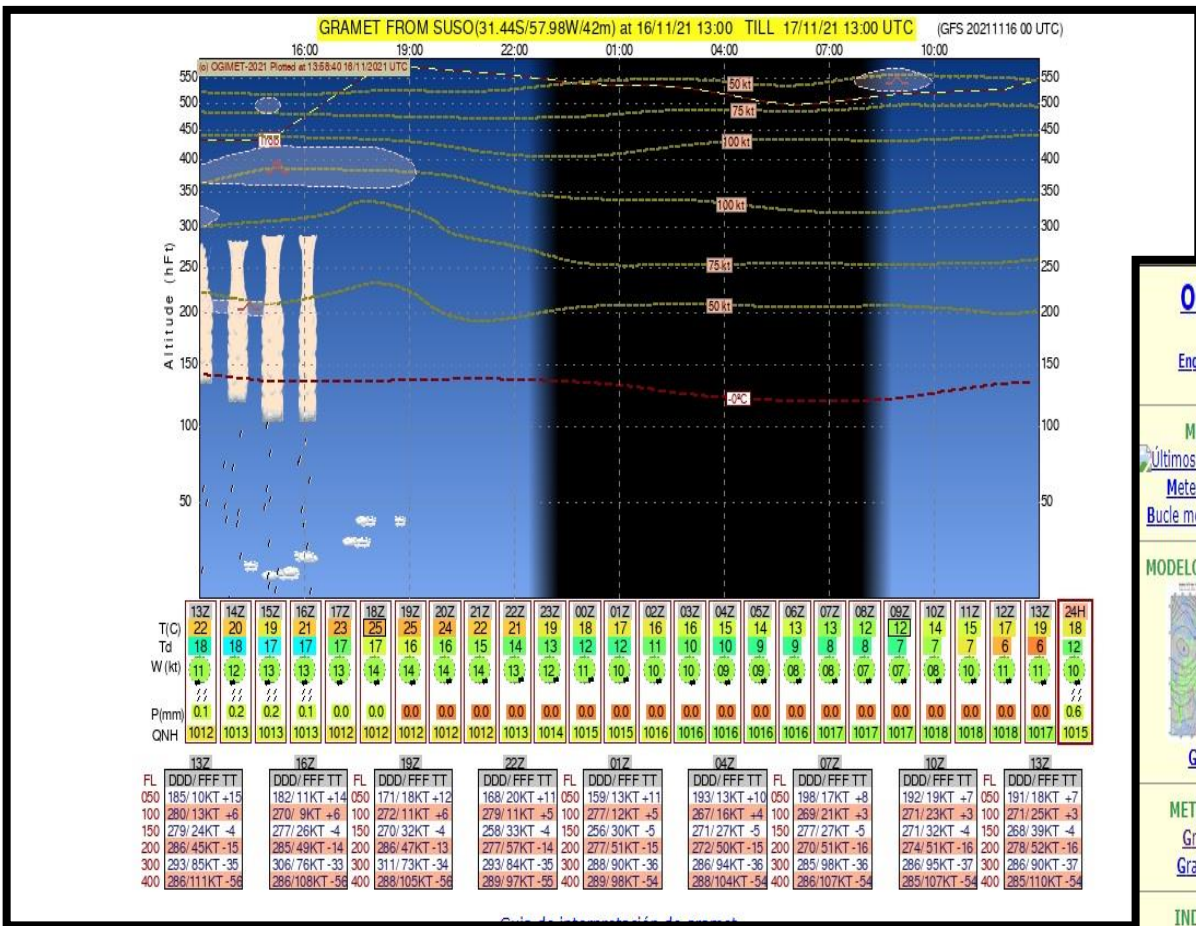 GRAMET FROM SUSO(31.44S/57.98W/42m) at 16/11/21 13:00 TILL 17/11/21 13:00 UTC (GFS 20211116 00 UTC)
16:00 19:00 22:00 01:00 04:00 07:00 10:00
(c) OGIMET-2021 Plotted at 13:58:40 16/11/2021 UTC
Altitude (hFt)
550 50 kt 550
500 75 kt 500
450 100 kt 450
400 400
350 100 kt 350
300 300
250 75 kt 250
200 50 kt 200
150 150
100 -0ºC 100
50 50
13Z 14Z 15Z 16Z 17Z 18Z 19Z 20Z 21Z 22Z 23Z 00Z 01Z 02Z 03Z 04Z 05Z 06Z 07Z 08Z 09Z 10Z 11Z 12Z 13Z 24H
T(C) 22 20 19 21 23 25 25 24 22 21 19 18 17 16 16 15 14 13 13 12 12 14 15 17 19 18
Td 18 18 17 17 17 17 16 16 15 14 13 12 12 11 10 10 9 9 8 8 7 7 7 6 6 12
W (kt) 11 12 13 13 13 14 14 14 14 13 12 11 10 10 10 09 09 08 08 07 07 08 10 11 11 10
P(mm) 0.1 0.2 0.2 0.1 0.0 0.0 0.0 0.0 0.0 0.0 0.0 0.0 0.0 0.0 0.0 0.0 0.0 0.0 0.0 0.0 0.0 0.0 0.0 0.0 0.0 0.6
QNH 1012 1013 1013 1013 1012 1012 1012 1012 1012 1013 1014 1015 1015 1015 1016 1016 1016 1016 1017 1017 1017 1018 1018 1018 1017 1015
13Z 16Z 19Z 22Z 01Z 04Z 07Z 10Z 13Z
FL DDD/FFF TT DDD/FFF TT FL DDD/FFF TT DDD/FFF TT FL DDD/FFF TT DDD/FFF TT FL DDD/FFF TT DDD/FFF TT FL DDD/FFF TT
050 185/10KT +15 182/11KT +14 050 171/18KT +12 168/20KT +11 050 159/13KT +11 193/13KT +10 050 198/17KT +8 192/19KT +7 050 191/18KT +7
100 280/13KT +6 270/ 9KT +6 100 272/11KT +6 279/11KT +5 100 277/12KT +5 267/16KT +4 100 269/21KT +3 271/23KT +3 100 271/25KT +3
150 279/24KT -4 277/26KT -4 150 270/32KT -4 258/33KT -4 150 256/30KT -5 271/27KT -5 150 277/27KT -5 271/32KT -4 150 268/39KT -4
200 286/45KT -15 285/49KT -14 200 286/47KT -13 277/57KT -14 200 277/51KT -15 272/50KT -15 200 270/51KT -16 274/51KT -16 200 278/52KT -16
300 293/85KT -35 306/76KT -33 300 311/73KT -34 293/84KT -35 300 288/90KT -36 286/94KT -36 300 285/98KT -36 286/95KT -37 300 286/90KT -37
400 286/111KT -56 286/108KT -56 400 288/105KT -56 289/97KT -55 400 289/98KT -54 288/104KT -54 400 286/107KT -54 285/107KT -54 400 285/110KT -54
Últimos
MODELO